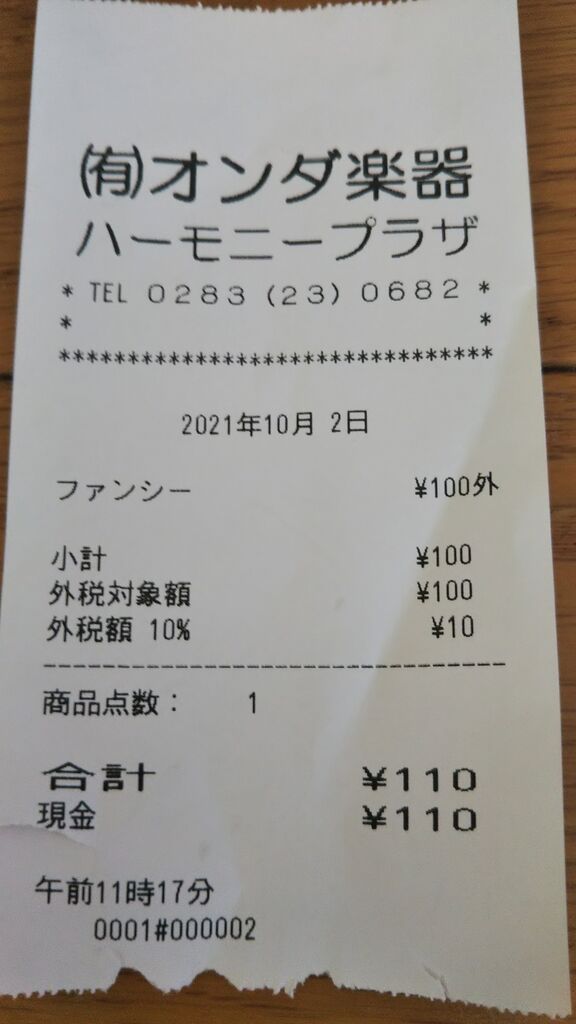 ㈲オンダ楽器
ハーモニープラザ
* TEL 0283 (23) 0682 *
* *
********************************
2021年10月 2日
ファンシー ¥100外
小計 ¥100
外税対象額 ¥100
外税額 10% ¥10
--------------------------------
商品点数： 1
合計 ¥110
現金 ¥110
午前11時17分
0001#000002